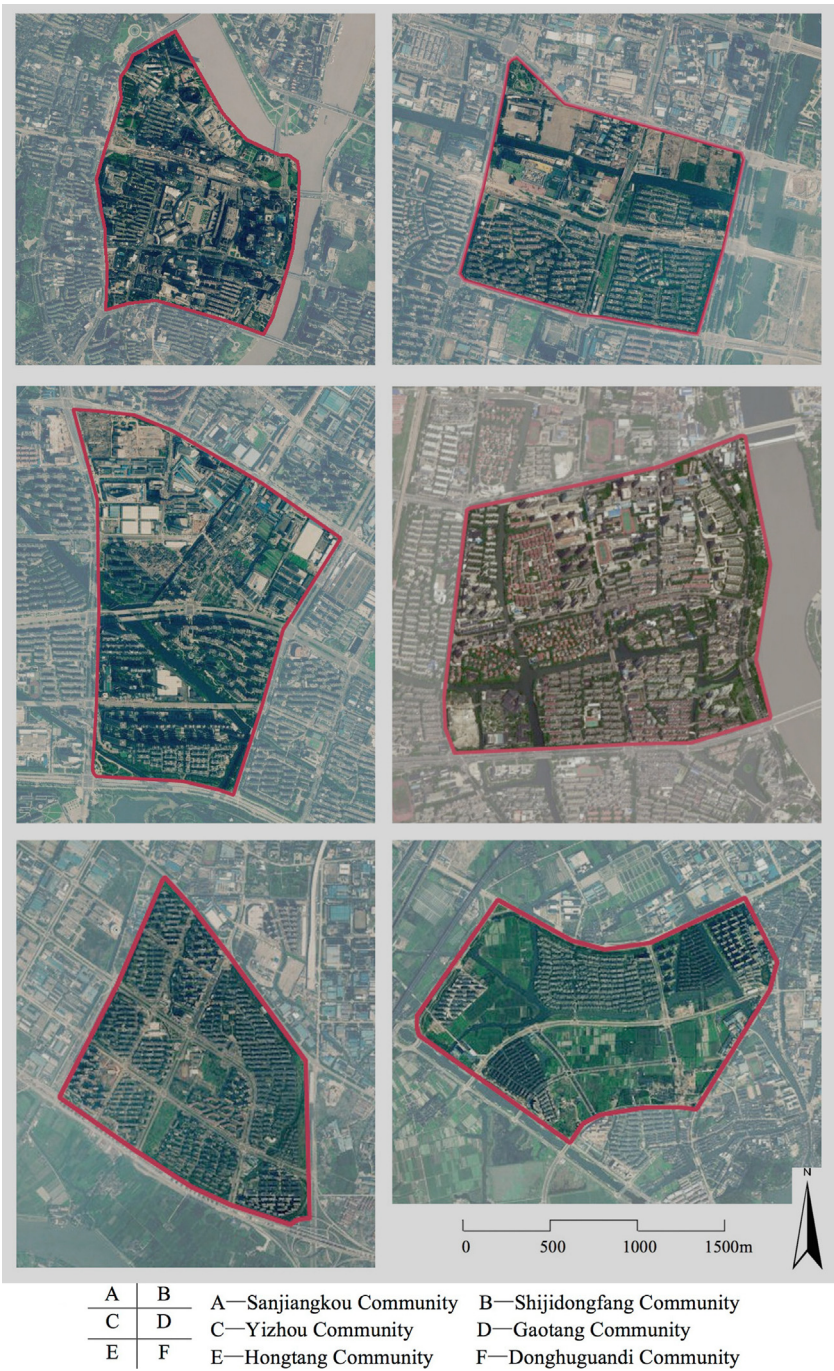 N
0 500 1000 1500m
A B
C D
E F
A—Sanjiangkou Community B—Shijidongfang Community
C—Yizhou Community D—Gaotang Community
E—Hongtang Community F—Donghuguandi Community